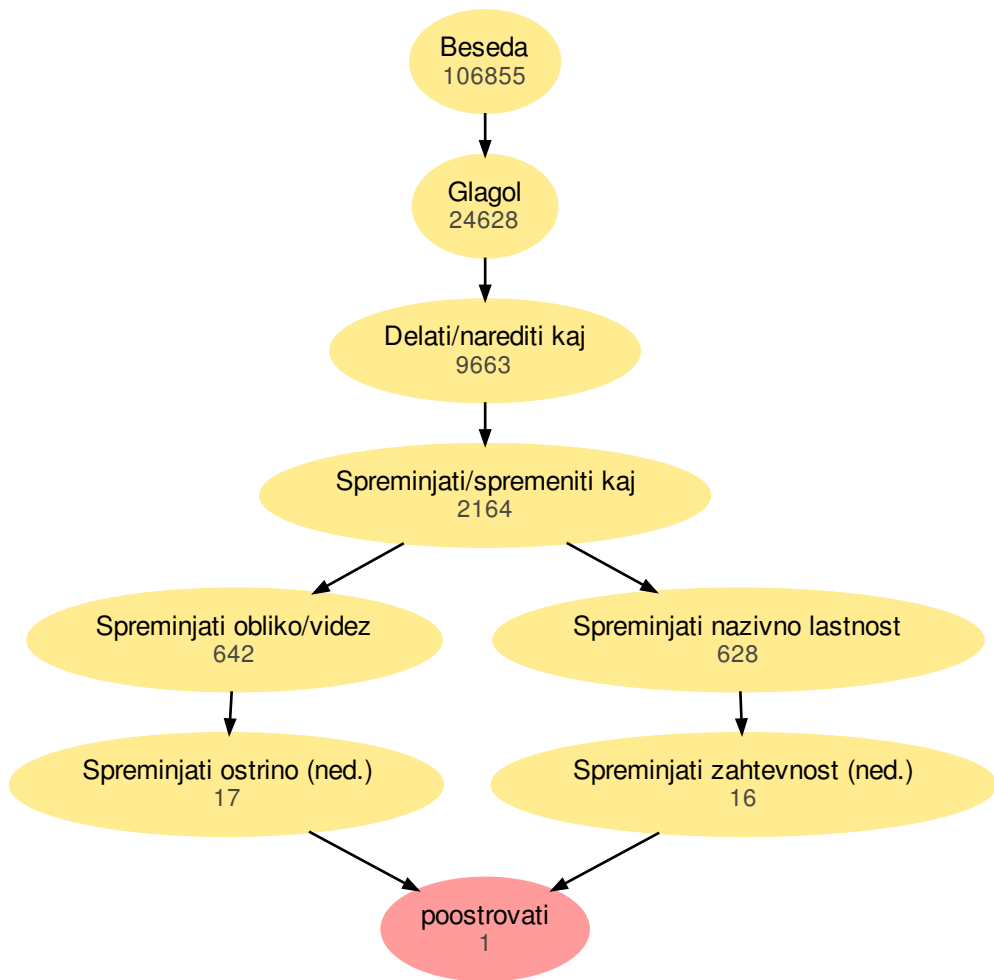 Beseda
106855
Glagol
24628
Delati/narediti kaj
9663
Spreminjati/spremeniti kaj
2164
Spreminjati obliko/videz
642
Spreminjati nazivno lastnost
628
Spreminjati ostrino (ned.)
17
Spreminjati zahtevnost (ned.)
16
poostrovati
1